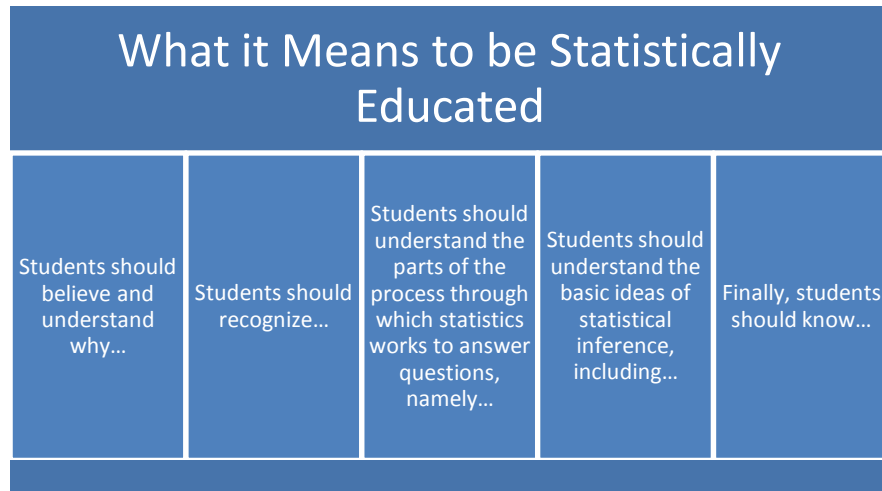 What it Means to be Statistically
Educated
Students should
believe and
understand
why…
Students should
recognize…
Students should
understand the
parts of the
process through
which statistics
works to answer
questions,
namely…
Students should
understand the
basic ideas of
statistical
inference,
including…
Finally, students
should know…